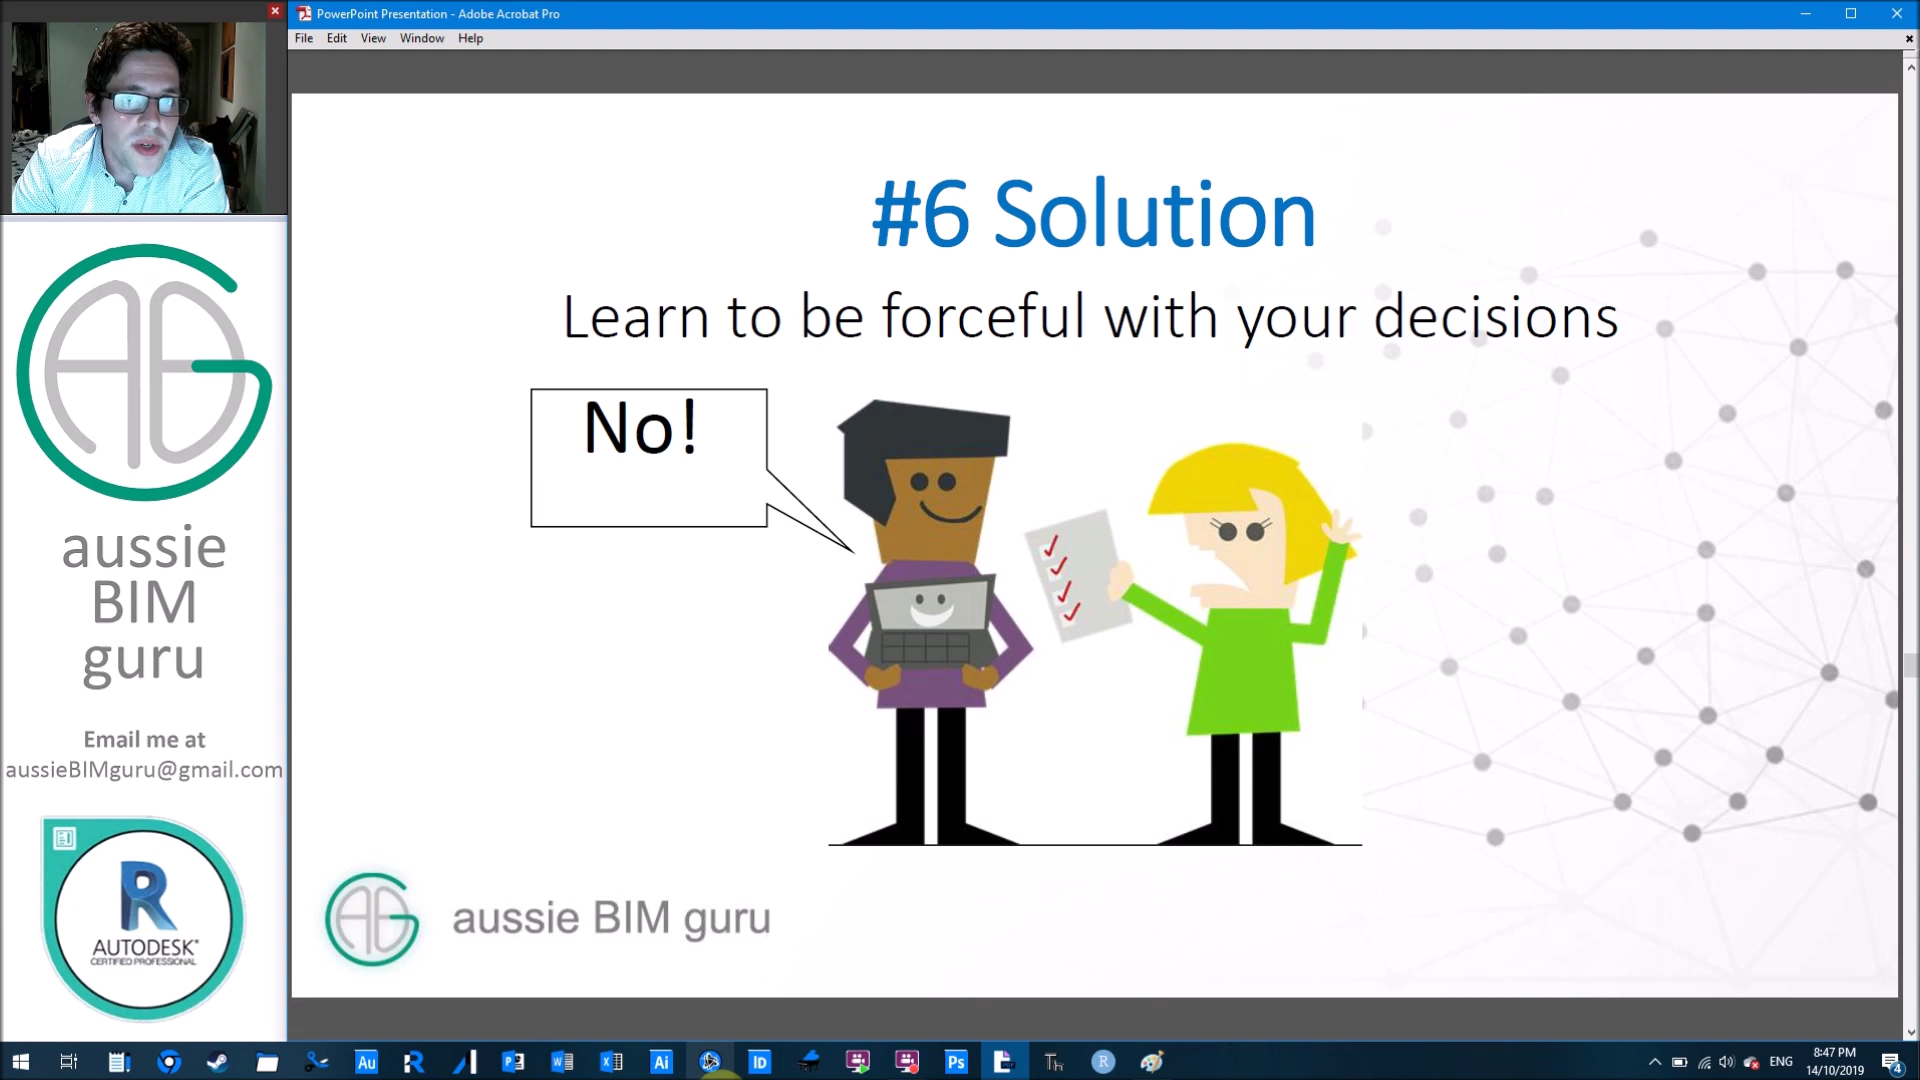 PowerPoint Presentation - Adobe Acrobat Pro
File Edit View Window Help
#6 Solution
Learn to be forceful with your decisions
No!
aussie
BIM
guru
Email me at
aussieBIMguru@gmail.com
R
AUTODESK®
CERTIFIED PROFESSIONAL
aussie BIM guru
Au
Ai
ID
Ps
Th
R
ENG
8:47 PM
14/10/2019
4